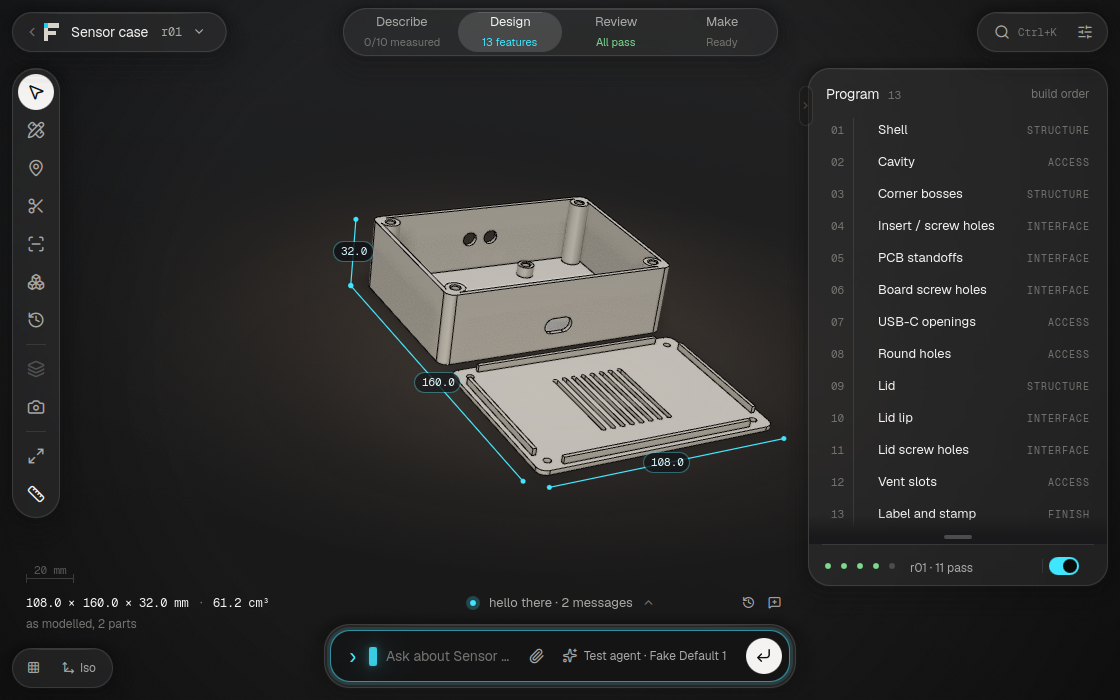 Sensor case r01
Describe
0/10 measured
Design
13 features
Review
All pass
Make
Ready
Ctrl+K
Program 13
build order
01 Shell STRUCTURE
02 Cavity ACCESS
03 Corner bosses STRUCTURE
04 Insert / screw holes INTERFACE
05 PCB standoffs INTERFACE
06 Board screw holes INTERFACE
07 USB-C openings ACCESS
08 Round holes ACCESS
09 Lid STRUCTURE
10 Lid lip INTERFACE
11 Lid screw holes INTERFACE
12 Vent slots ACCESS
13 Label and stamp FINISH
r01 · 11 pass
32.0
160.0
108.0
20 mm
108.0 × 160.0 × 32.0 mm · 61.2 cm³
as modelled, 2 parts
Iso
hello there · 2 messages
Ask about Sensor …
Test agent · Fake Default 1